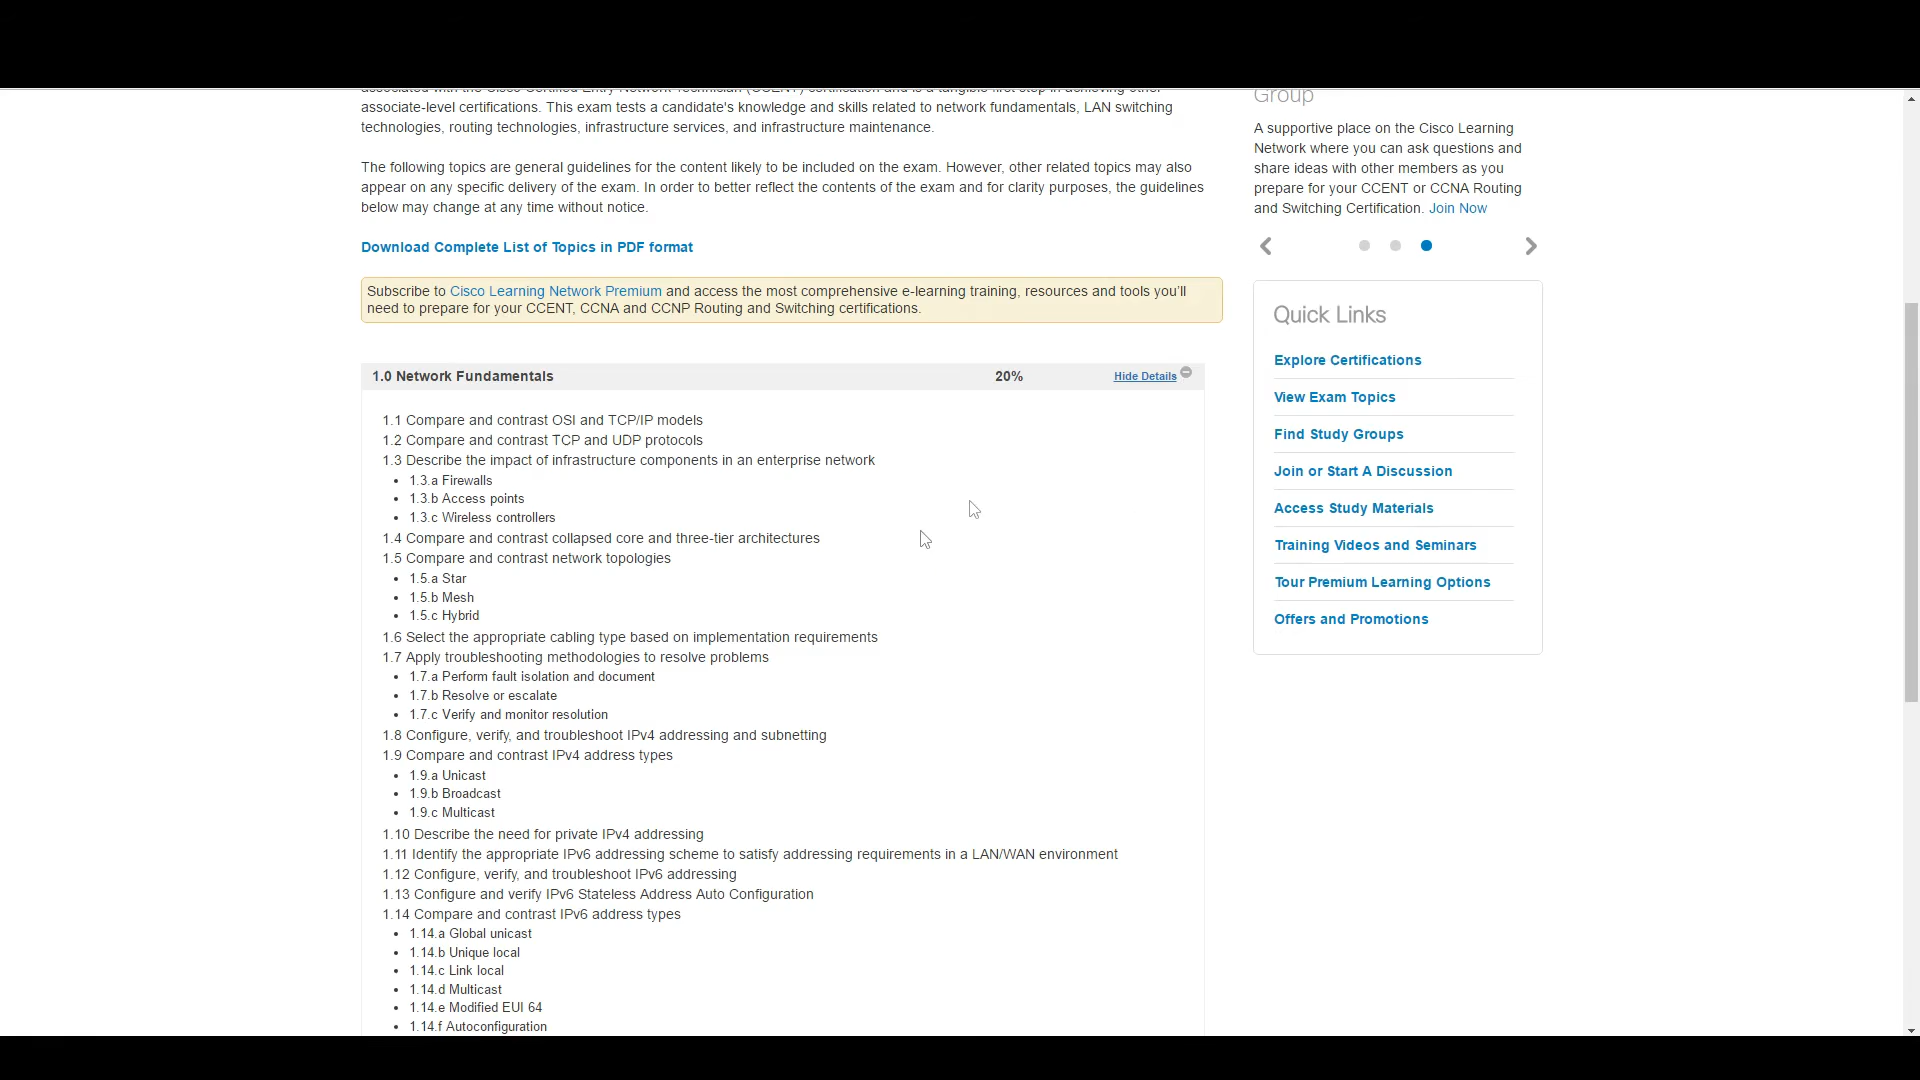 associated with the Cisco Certified Entry Network Technician (CCENT) certification and is a tangible first step in achieving other
associate-level certifications. This exam tests a candidate's knowledge and skills related to network fundamentals, LAN switching
technologies, routing technologies, infrastructure services, and infrastructure maintenance.
The following topics are general guidelines for the content likely to be included on the exam. However, other related topics may also
appear on any specific delivery of the exam. In order to better reflect the contents of the exam and for clarity purposes, the guidelines
below may change at any time without notice.
Download Complete List of Topics in PDF format
Subscribe to Cisco Learning Network Premium and access the most comprehensive e-learning training, resources and tools you'll
need to prepare for your CCENT, CCNA and CCNP Routing and Switching certifications.
1.0 Network Fundamentals 20% Hide Details
1.1 Compare and contrast OSI and TCP/IP models
1.2 Compare and contrast TCP and UDP protocols
1.3 Describe the impact of infrastructure components in an enterprise network
• 1.3.a Firewalls
• 1.3.b Access points
• 1.3.c Wireless controllers
1.4 Compare and contrast collapsed core and three-tier architectures
1.5 Compare and contrast network topologies
• 1.5.a Star
• 1.5.b Mesh
• 1.5.c Hybrid
1.6 Select the appropriate cabling type based on implementation requirements
1.7 Apply troubleshooting methodologies to resolve problems
• 1.7.a Perform fault isolation and document
• 1.7.b Resolve or escalate
• 1.7.c Verify and monitor resolution
1.8 Configure, verify, and troubleshoot IPv4 addressing and subnetting
1.9 Compare and contrast IPv4 address types
• 1.9.a Unicast
• 1.9.b Broadcast
• 1.9.c Multicast
1.10 Describe the need for private IPv4 addressing
1.11 Identify the appropriate IPv6 addressing scheme to satisfy addressing requirements in a LAN/WAN environment
1.12 Configure, verify, and troubleshoot IPv6 addressing
1.13 Configure and verify IPv6 Stateless Address Auto Configuration
1.14 Compare and contrast IPv6 address types
• 1.14.a Global unicast
• 1.14.b Unique local
• 1.14.c Link local
• 1.14.d Multicast
• 1.14.e Modified EUI 64
• 1.14.f Autoconfiguration
Group
A supportive place on the Cisco Learning
Network where you can ask questions and
share ideas with other members as you
prepare for your CCENT or CCNA Routing
and Switching Certification. Join Now
Quick Links
Explore Certifications
View Exam Topics
Find Study Groups
Join or Start A Discussion
Access Study Materials
Training Videos and Seminars
Tour Premium Learning Options
Offers and Promotions